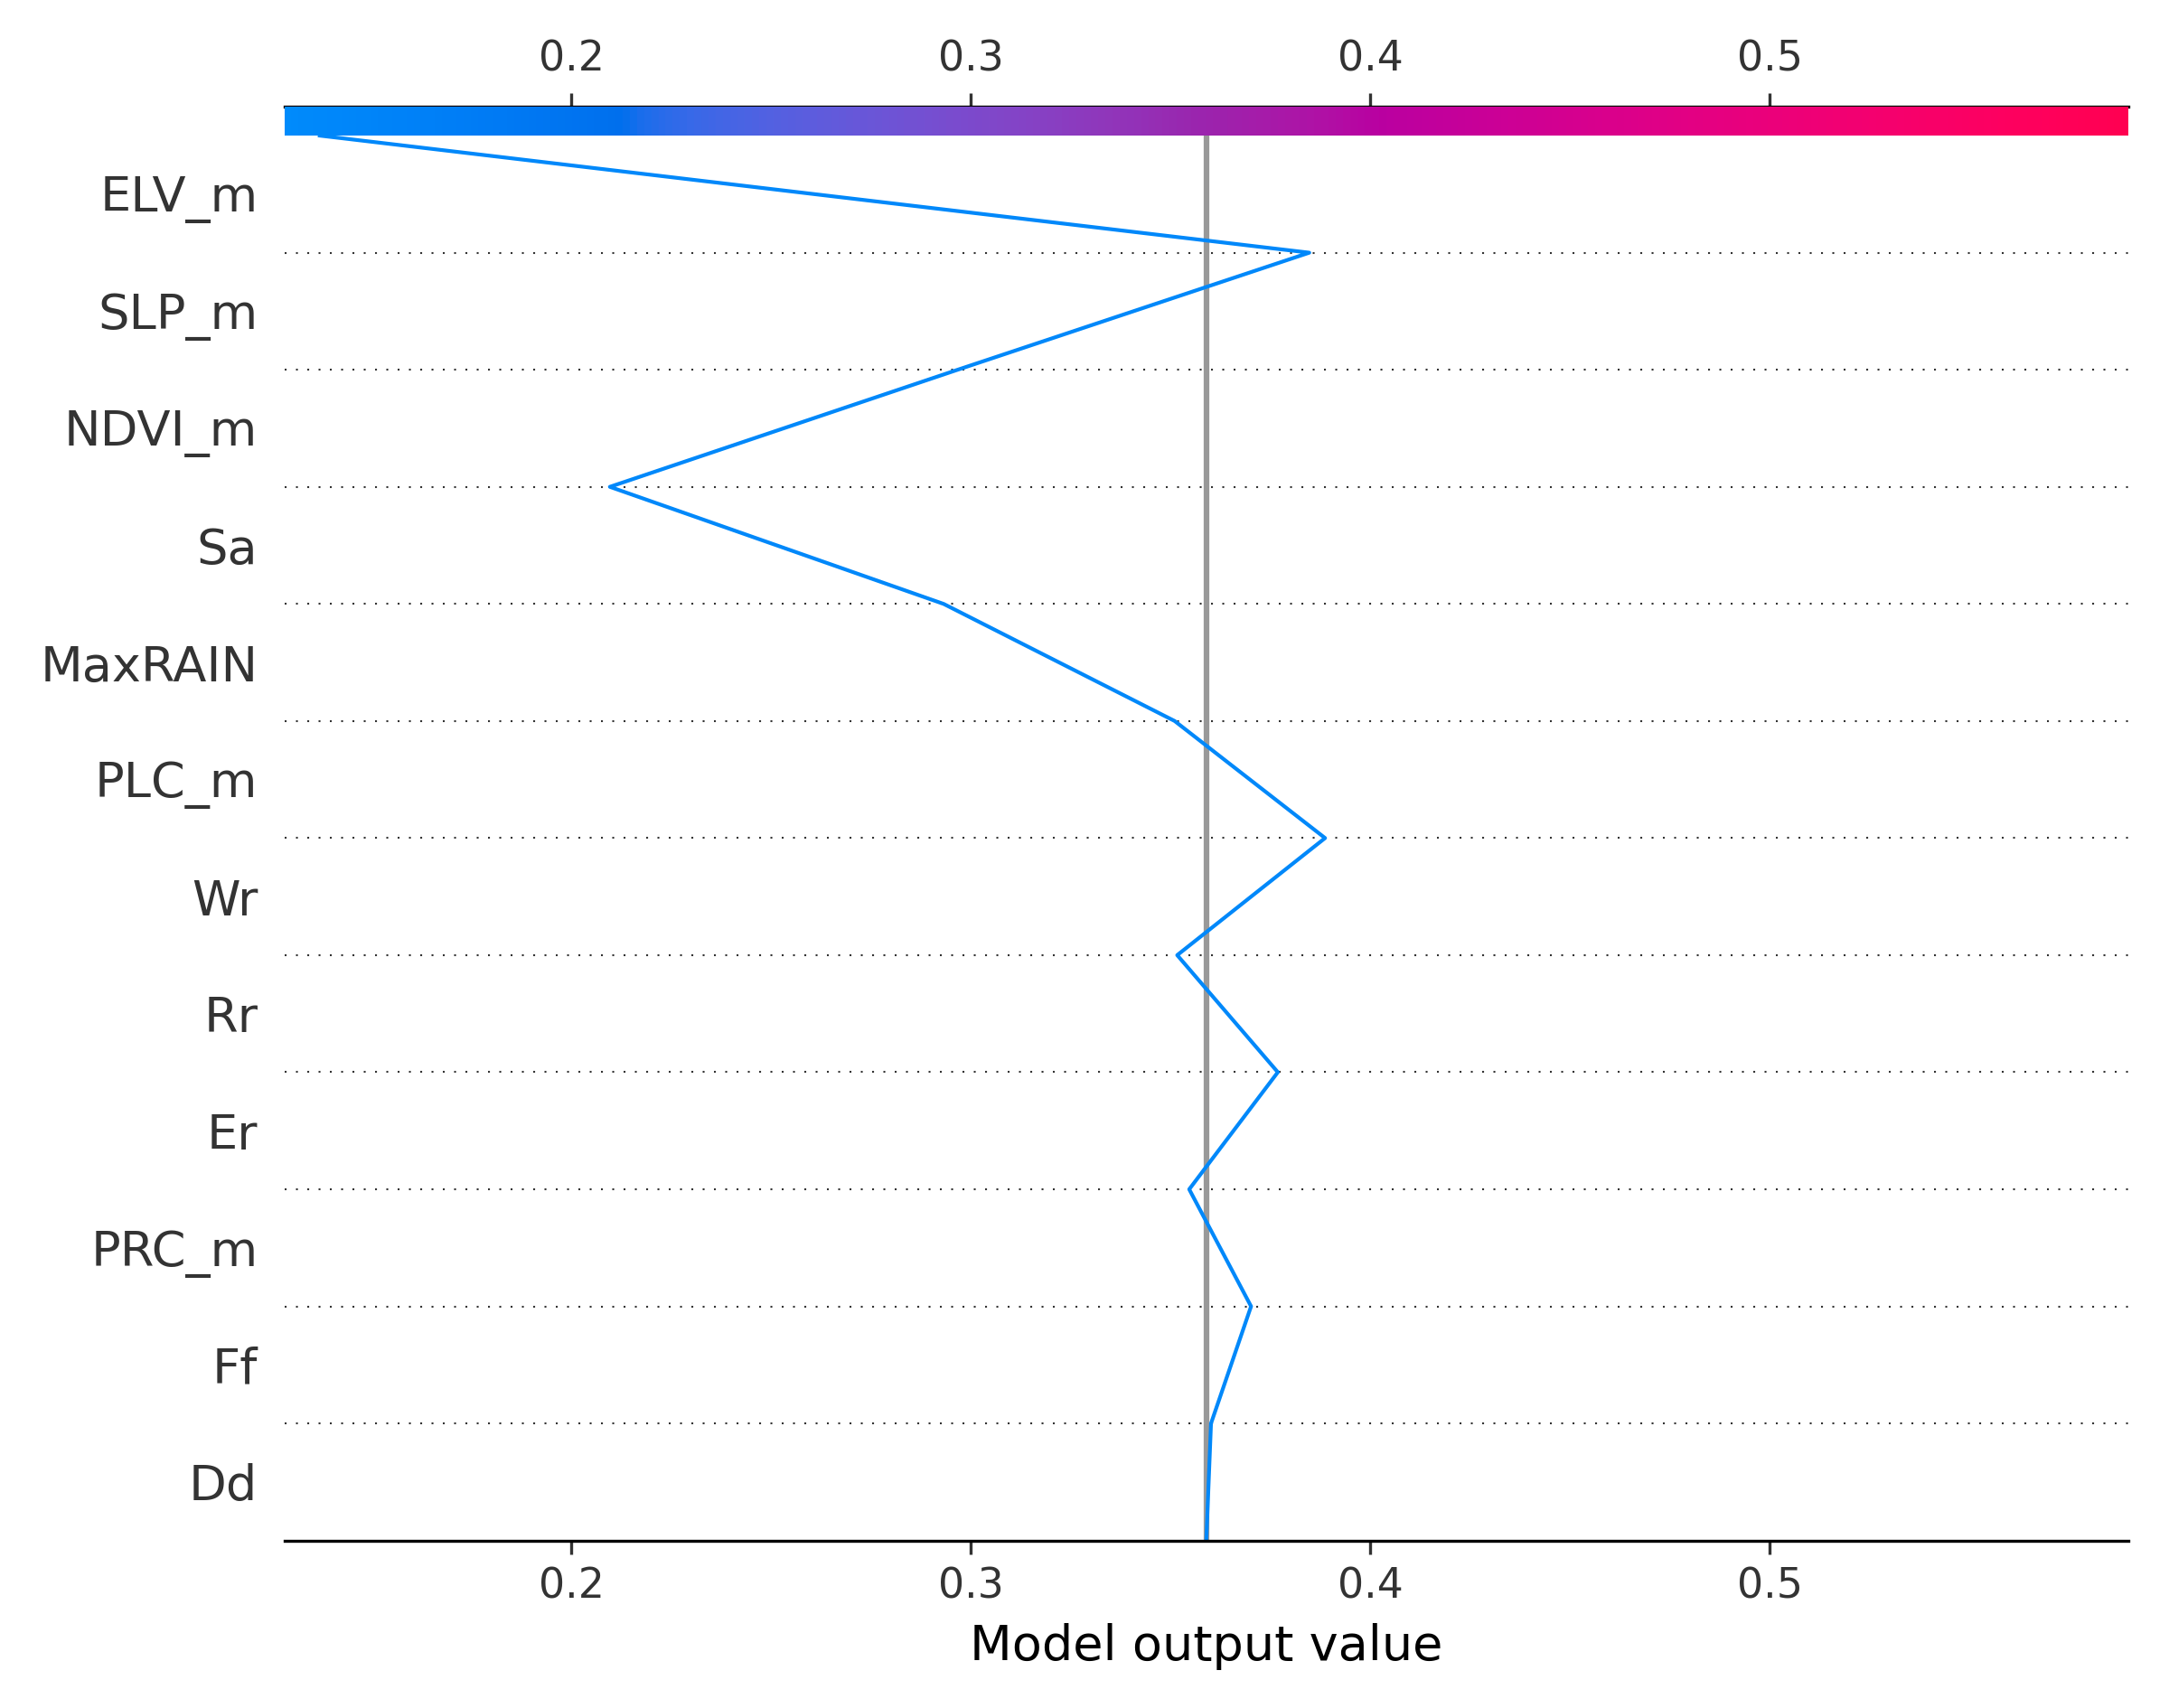 0.2 0.3 0.4 0.5
ELV_m
SLP_m
NDVI_m
Sa
MaxRAIN
PLC_m
Wr
Rr
Er
PRC_m
Ff
Dd
0.2 0.3 0.4 0.5
Model output value